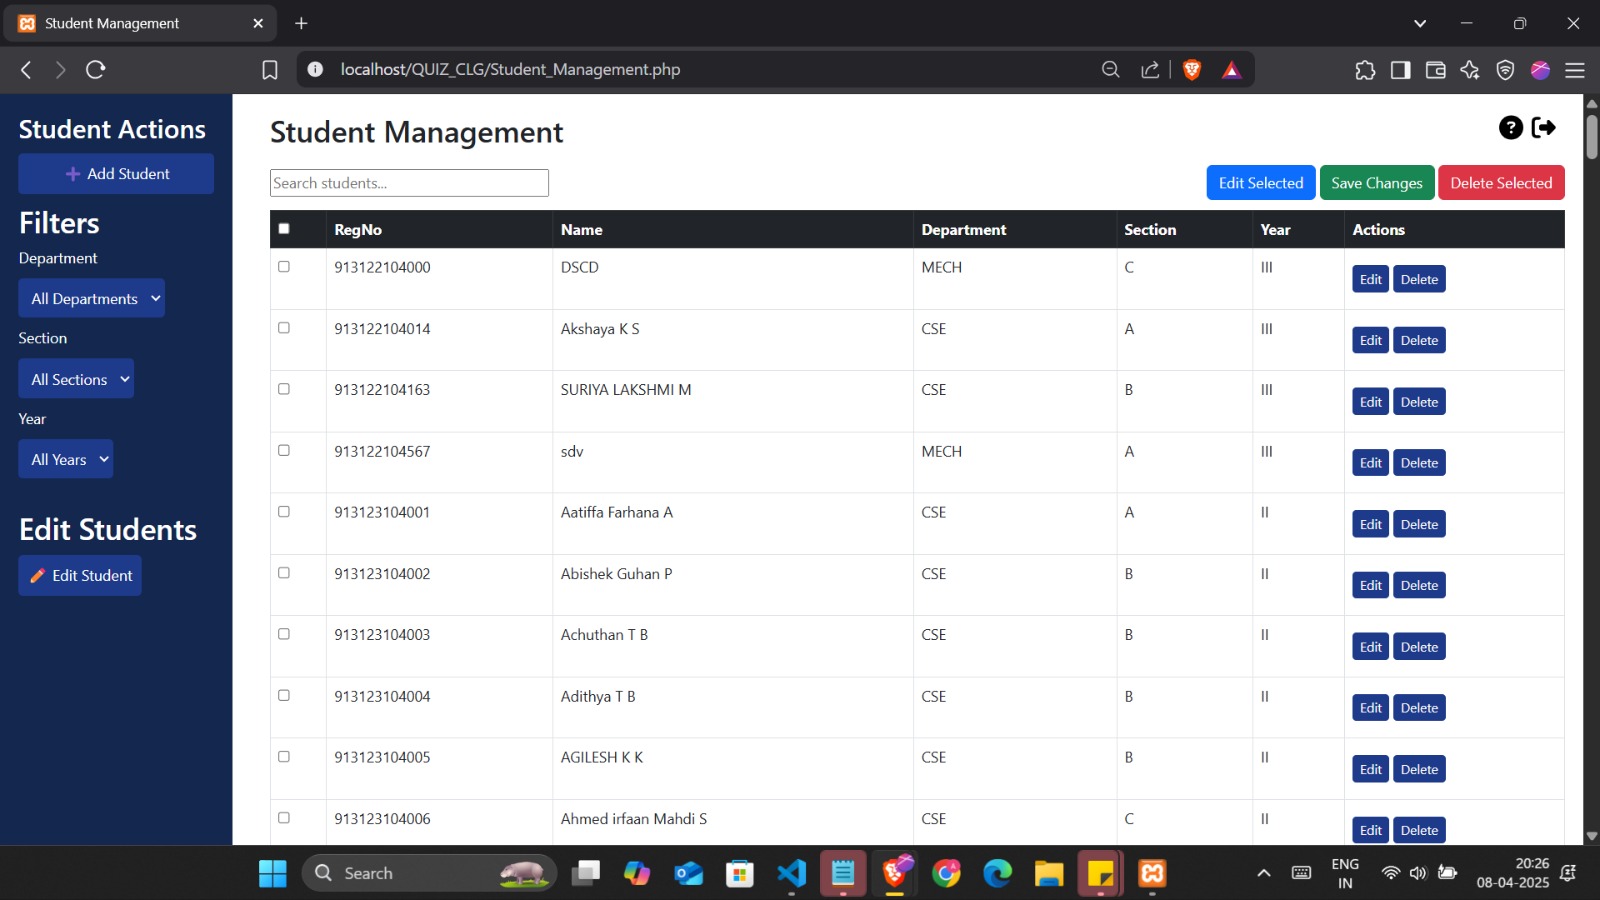 Student Management
localhost/QUIZ_CLG/Student_Management.php
Student Actions
Add Student
Filters
Department
All Departments
Section
All Sections
Year
All Years
Edit Students
Edit Student
Student Management
?
Search students...
Edit Selected Save Changes Delete Selected
RegNo Name Department Section Year Actions
913122104000 DSCD MECH C III Edit Delete
913122104014 Akshaya K S CSE A III Edit Delete
913122104163 SURIYA LAKSHMI M CSE B III Edit Delete
913122104567 sdv MECH A III Edit Delete
913123104001 Aatiffa Farhana A CSE A II Edit Delete
913123104002 Abishek Guhan P CSE B II Edit Delete
913123104003 Achuthan T B CSE B II Edit Delete
913123104004 Adithya T B CSE B II Edit Delete
913123104005 AGILESH K K CSE B II Edit Delete
913123104006 Ahmed irfaan Mahdi S CSE C II Edit Delete
Search
ENG
IN
20:26
08-04-2025